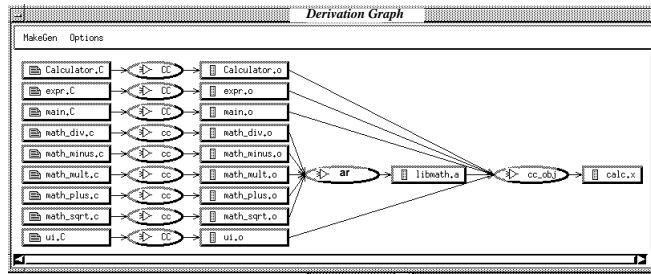 Derivation Graph
MakeGen Options
Calculator.C CC Calculator.o
expr.C CC expr.o
main.C CC main.o
math_div.c cc math_div.o
math_minus.c cc math_minus.o
math_mult.c cc math_mult.o ar libmath.a cc_obj calc.x
math_plus.c cc math_plus.o
math_sqrt.c cc math_sqrt.o
ui.C CC ui.o